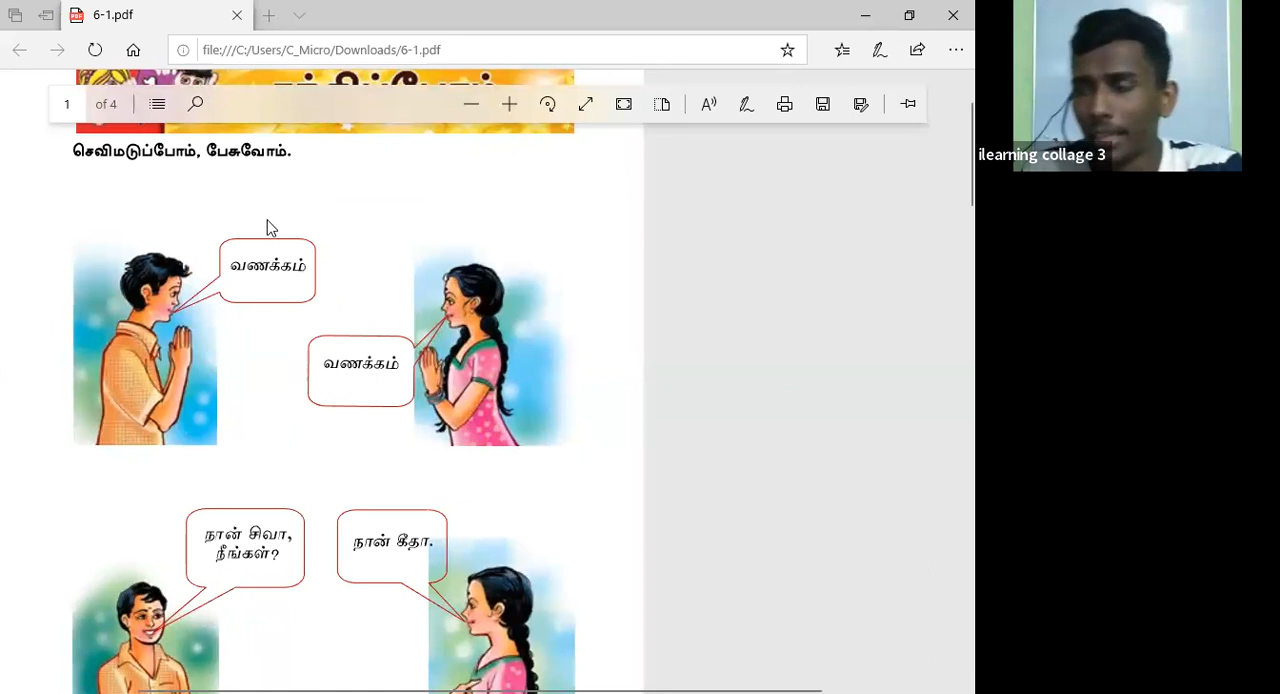 6-1.pdf
file:///C:/Users/C_Micro/Downloads/6-1.pdf
1 of 4
செவிமடுப்போம், பேசுவோம்.
வணக்கம்
வணக்கம்
நான் சிவா,
நீங்கள்?
நான் கீதா.
ilearning collage 3